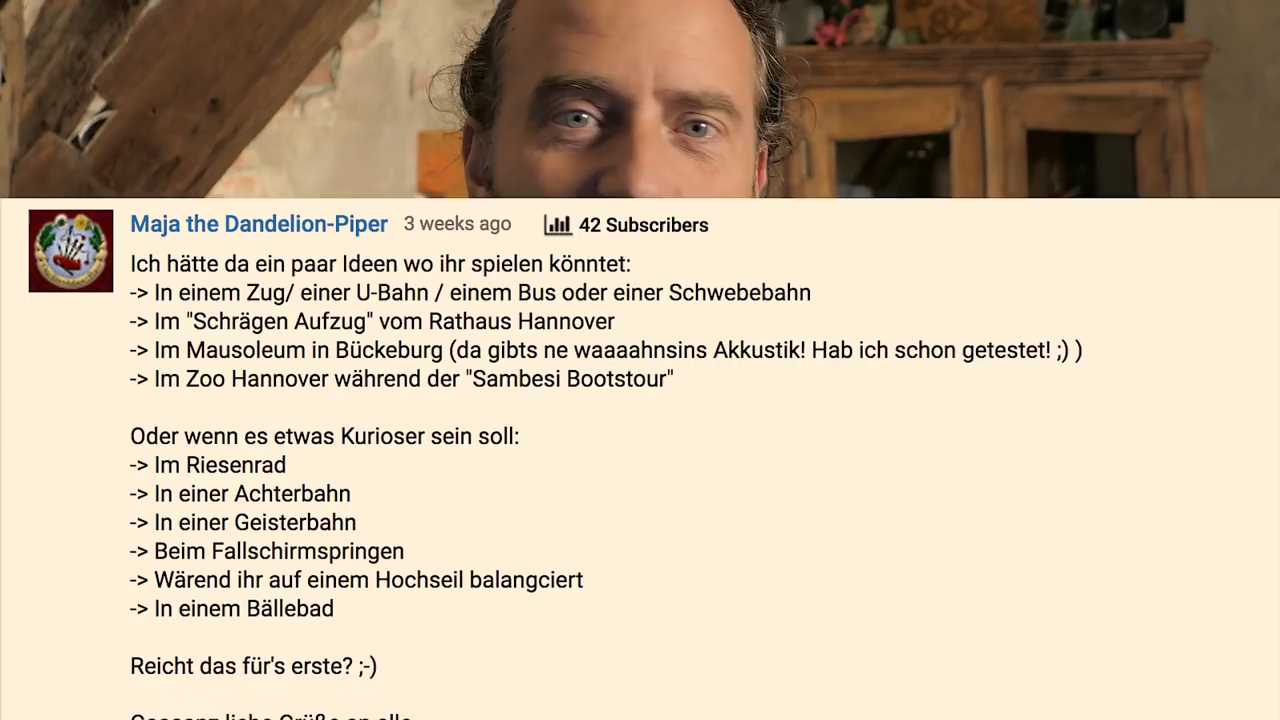 Maja the Dandelion-Piper 3 weeks ago 42 Subscribers
Ich hätte da ein paar Ideen wo ihr spielen könntet:
-> In einem Zug/ einer U-Bahn / einem Bus oder einer Schwebebahn
-> Im "Schrägen Aufzug" vom Rathaus Hannover
-> Im Mausoleum in Bückeburg (da gibts ne waaaahnsins Akkustik! Hab ich schon getestet! ;) )
-> Im Zoo Hannover während der "Sambesi Bootstour"
Oder wenn es etwas Kurioser sein soll:
-> Im Riesenrad
-> In einer Achterbahn
-> In einer Geisterbahn
-> Beim Fallschirmspringen
-> Wärend ihr auf einem Hochseil balangciert
-> In einem Bällebad
Reicht das für's erste? ;-)
liebe Grüße an alle